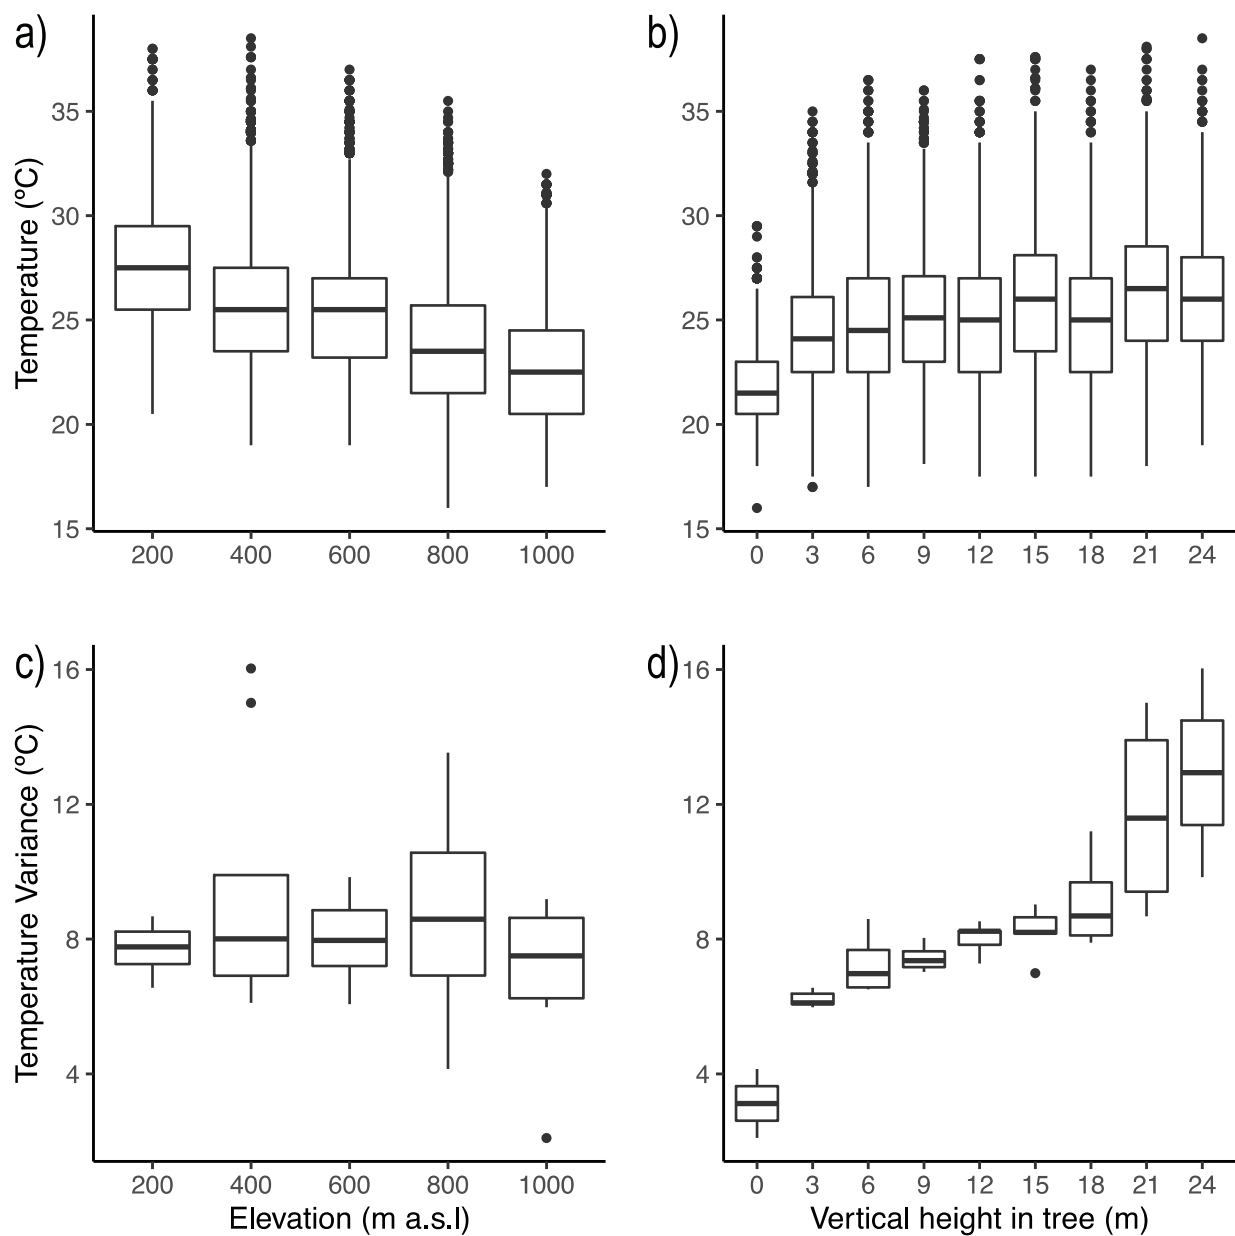 a)
Temperature (ºC)
35
30
25
20
15
200 400 600 800 1000
b)
35
30
25
20
15
0 3 6 9 12 15 18 21 24
c)
Temperature Variance (ºC)
16
12
8
4
200 400 600 800 1000
Elevation (m a.s.l)
d)
16
12
8
4
0 3 6 9 12 15 18 21 24
Vertical height in tree (m)